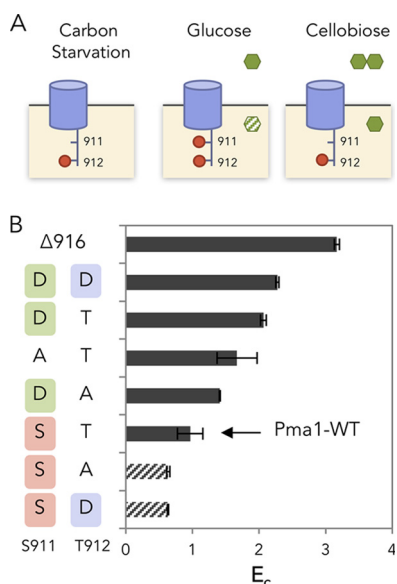 A
Carbon
Starvation
Glucose
Cellobiose
911
912
911
912
911
912
B
Δ916
D D
D T
A T
D A
S T
Pma1-WT
S A
S D
S911 T912
0 1 2 3 4
Ec